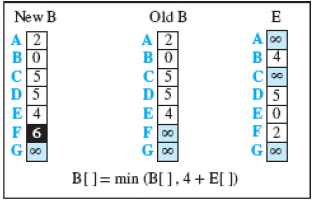 New B Old B E
A 2 A 2 A ∞
B 0 B 0 B 4
C 5 C 5 C ∞
D 5 D 5 D 5
E 4 E 4 E 0
F 6 F ∞ F 2
G ∞ G ∞ G ∞
B[ ] = min (B[ ] , 4 + E[ ])